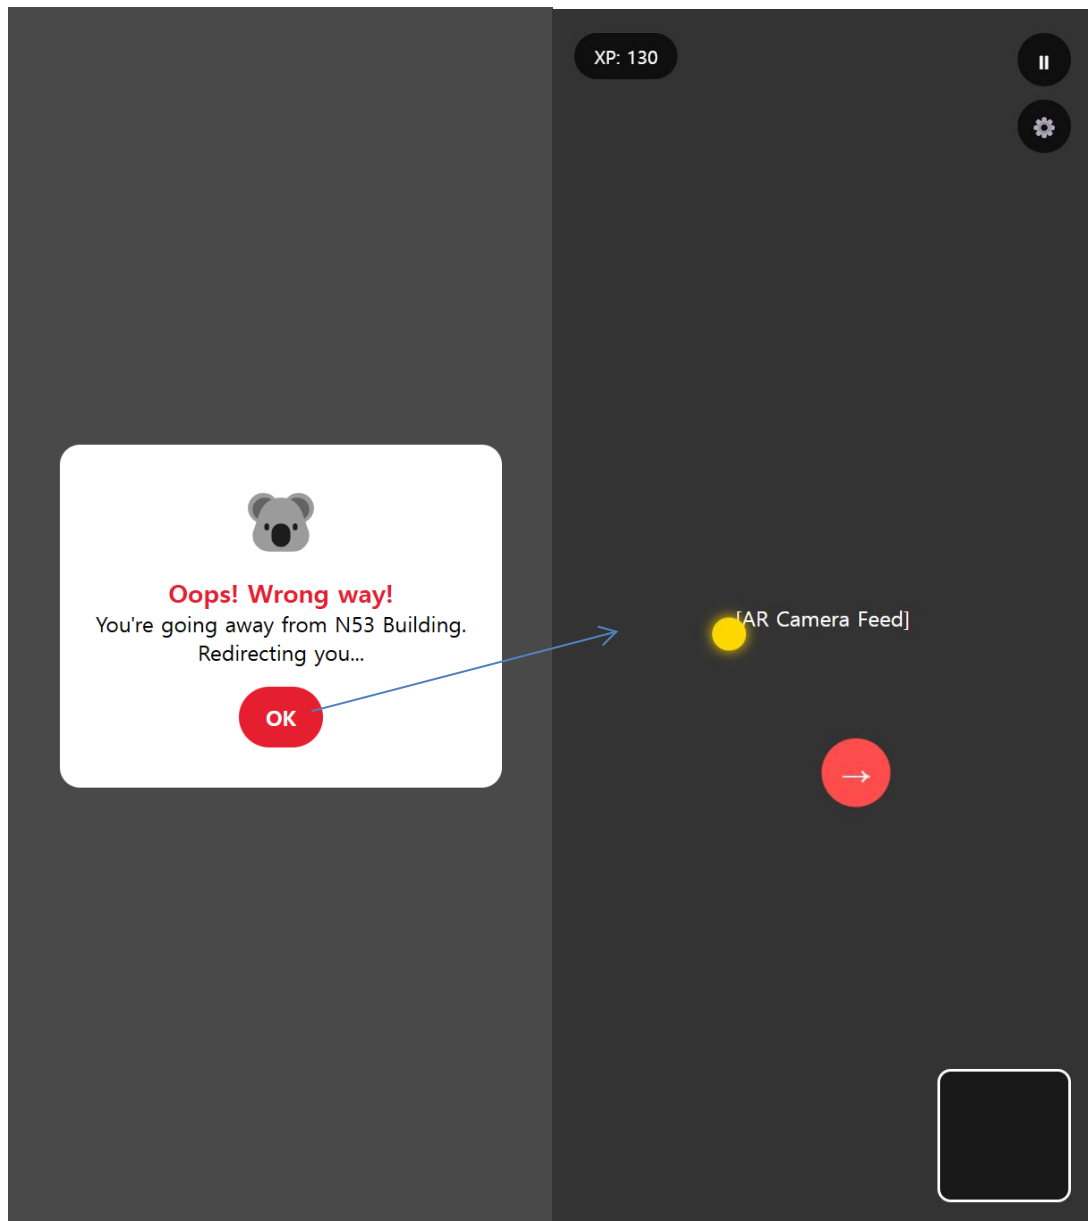 Oops! Wrong way!
You're going away from N53 Building.
Redirecting you...
OK
XP: 130
[AR Camera Feed]